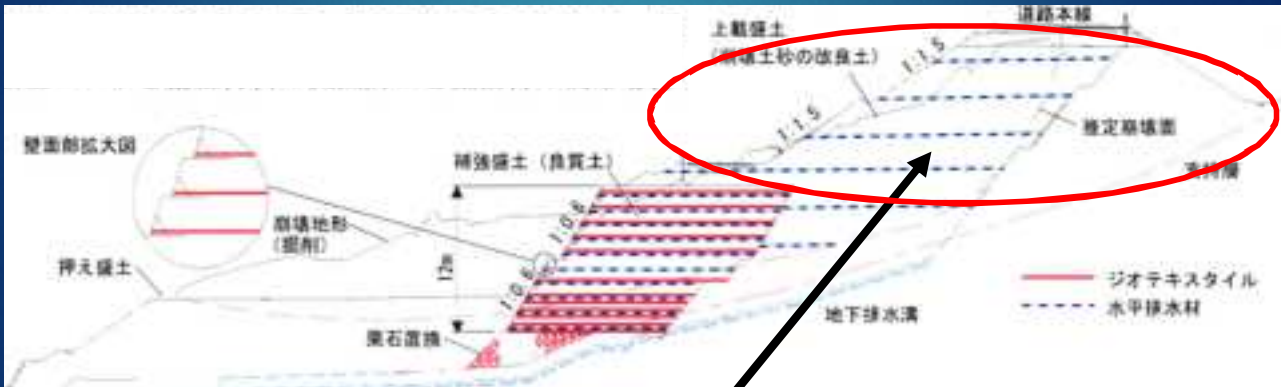 道路本線
上載盛土
(崩壊土砂の改良土)
1:1.5
1:1.5
推定崩壊面
壁面部拡大図
補強盛土(良質土)
支持層
崩壊地形
(掘削)
1:0.6
12m
押え盛土
1:0.6
ジオテキスタイル
水平排水材
地下排水溝
栗石置換